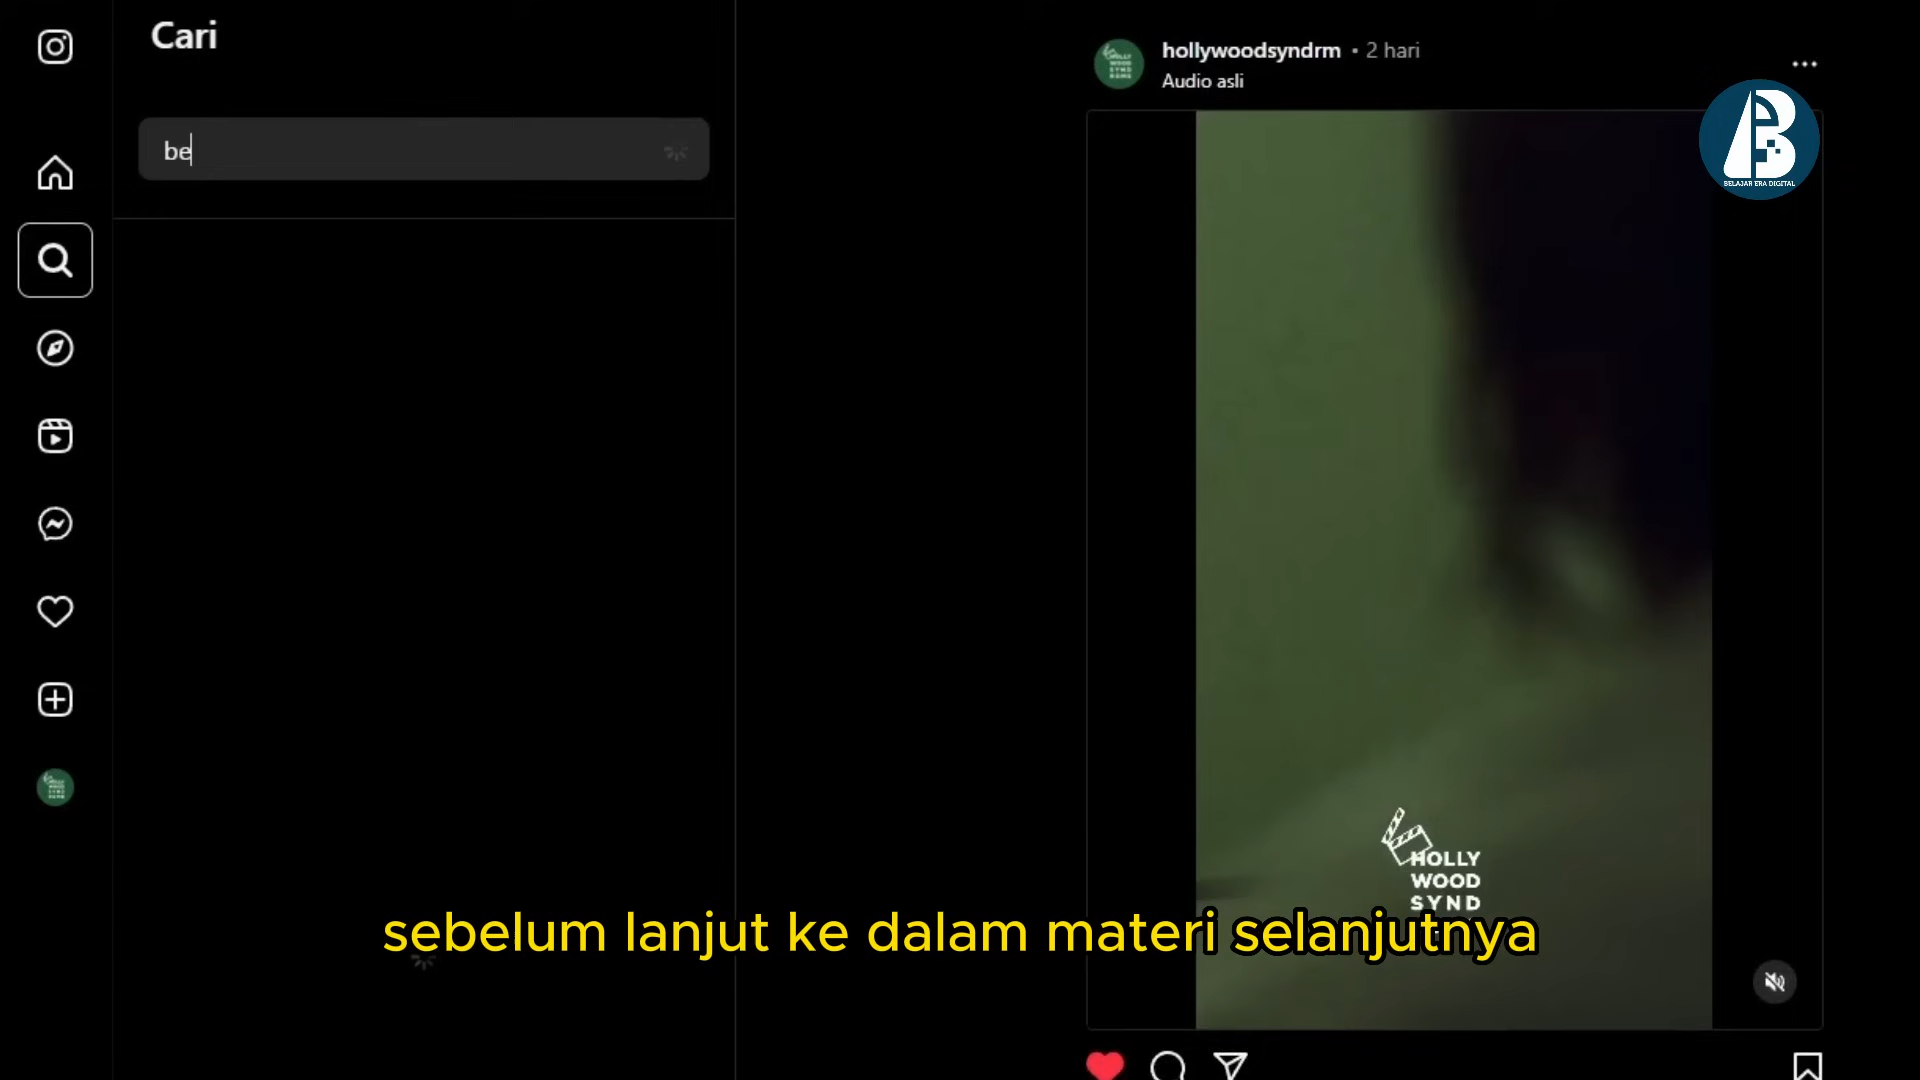 Cari
be
hollywoodsyndrm • 2 hari
Audio asli
BELAJAR ERA DIGITAL
HOLLY
WOOD
SYND
sebelum lanjut ke dalam materi selanjutnya